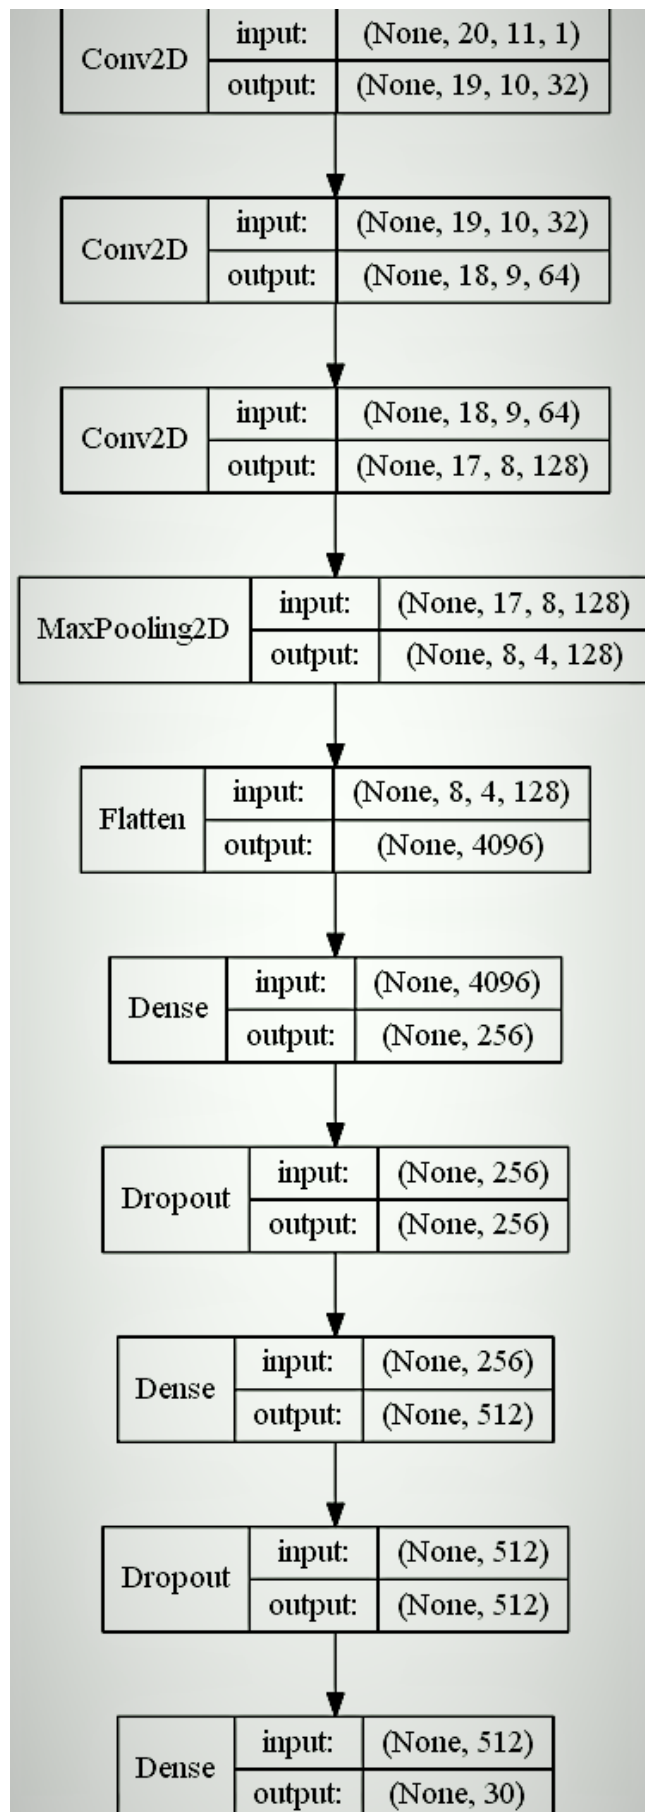 Conv2D
input: (None, 20, 11, 1)
output: (None, 19, 10, 32)
Conv2D
input: (None, 19, 10, 32)
output: (None, 18, 9, 64)
Conv2D
input: (None, 18, 9, 64)
output: (None, 17, 8, 128)
MaxPooling2D
input: (None, 17, 8, 128)
output: (None, 8, 4, 128)
Flatten
input: (None, 8, 4, 128)
output: (None, 4096)
Dense
input: (None, 4096)
output: (None, 256)
Dropout
input: (None, 256)
output: (None, 256)
Dense
input: (None, 256)
output: (None, 512)
Dropout
input: (None, 512)
output: (None, 512)
Dense
input: (None, 512)
output: (None, 30)